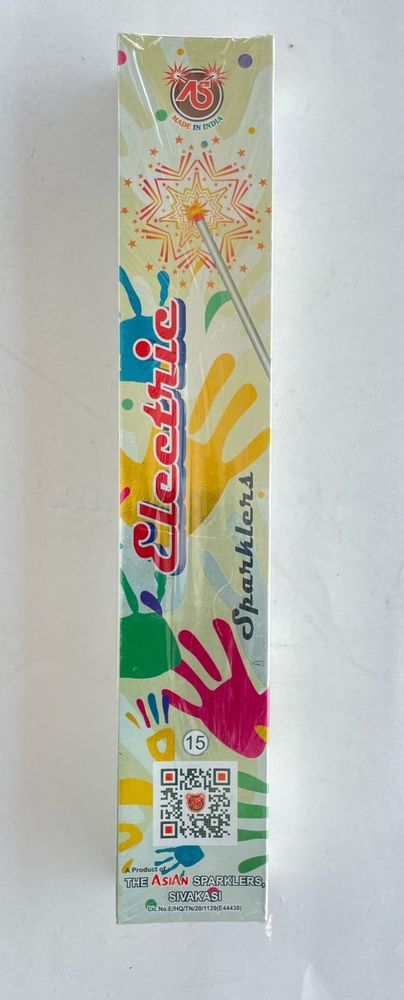 AS
MADE IN INDIA
Electric
Sparklers
15
A Product of
THE ASIAN SPARKLERS,
SIVAKASI
Lic.No.E/HQ/TN/20/1129(E44438)